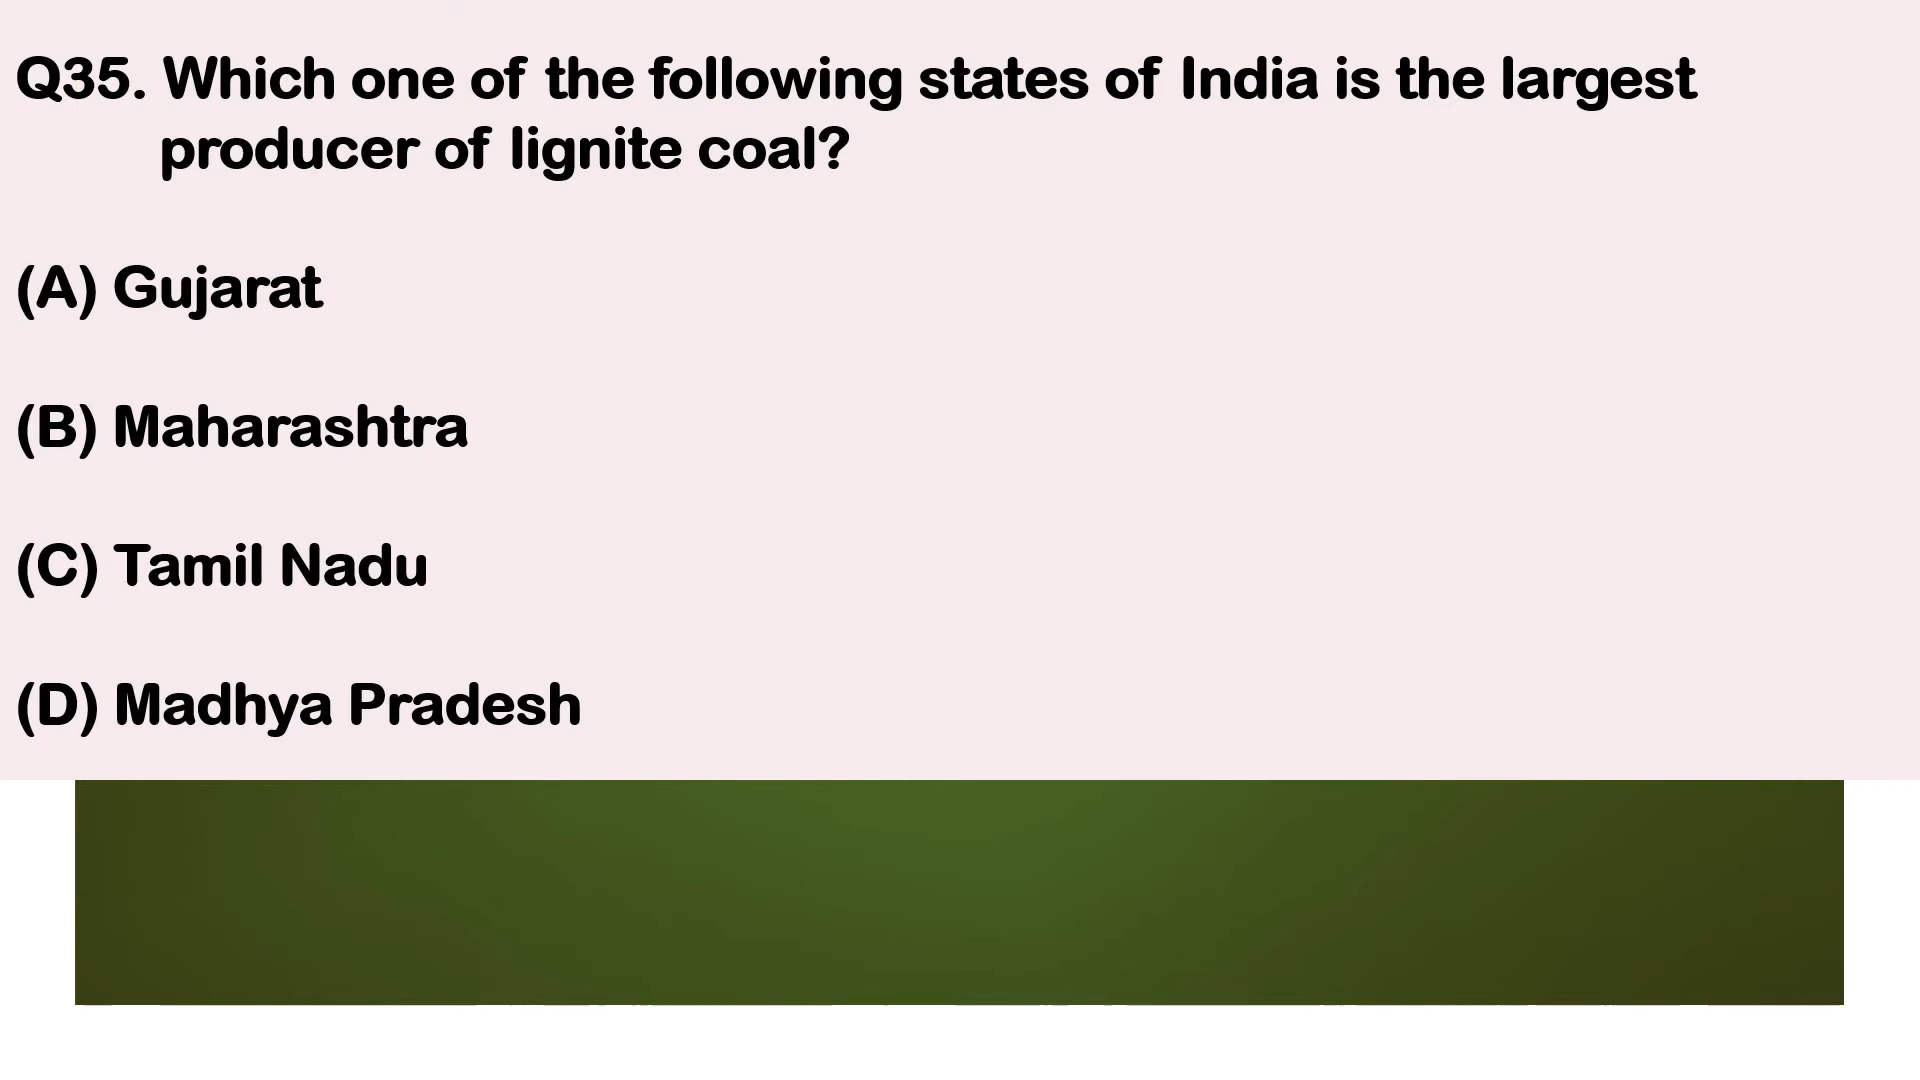 Q35. Which one of the following states of India is the largest
producer of lignite coal?
(A) Gujarat
(B) Maharashtra
(C) Tamil Nadu
(D) Madhya Pradesh